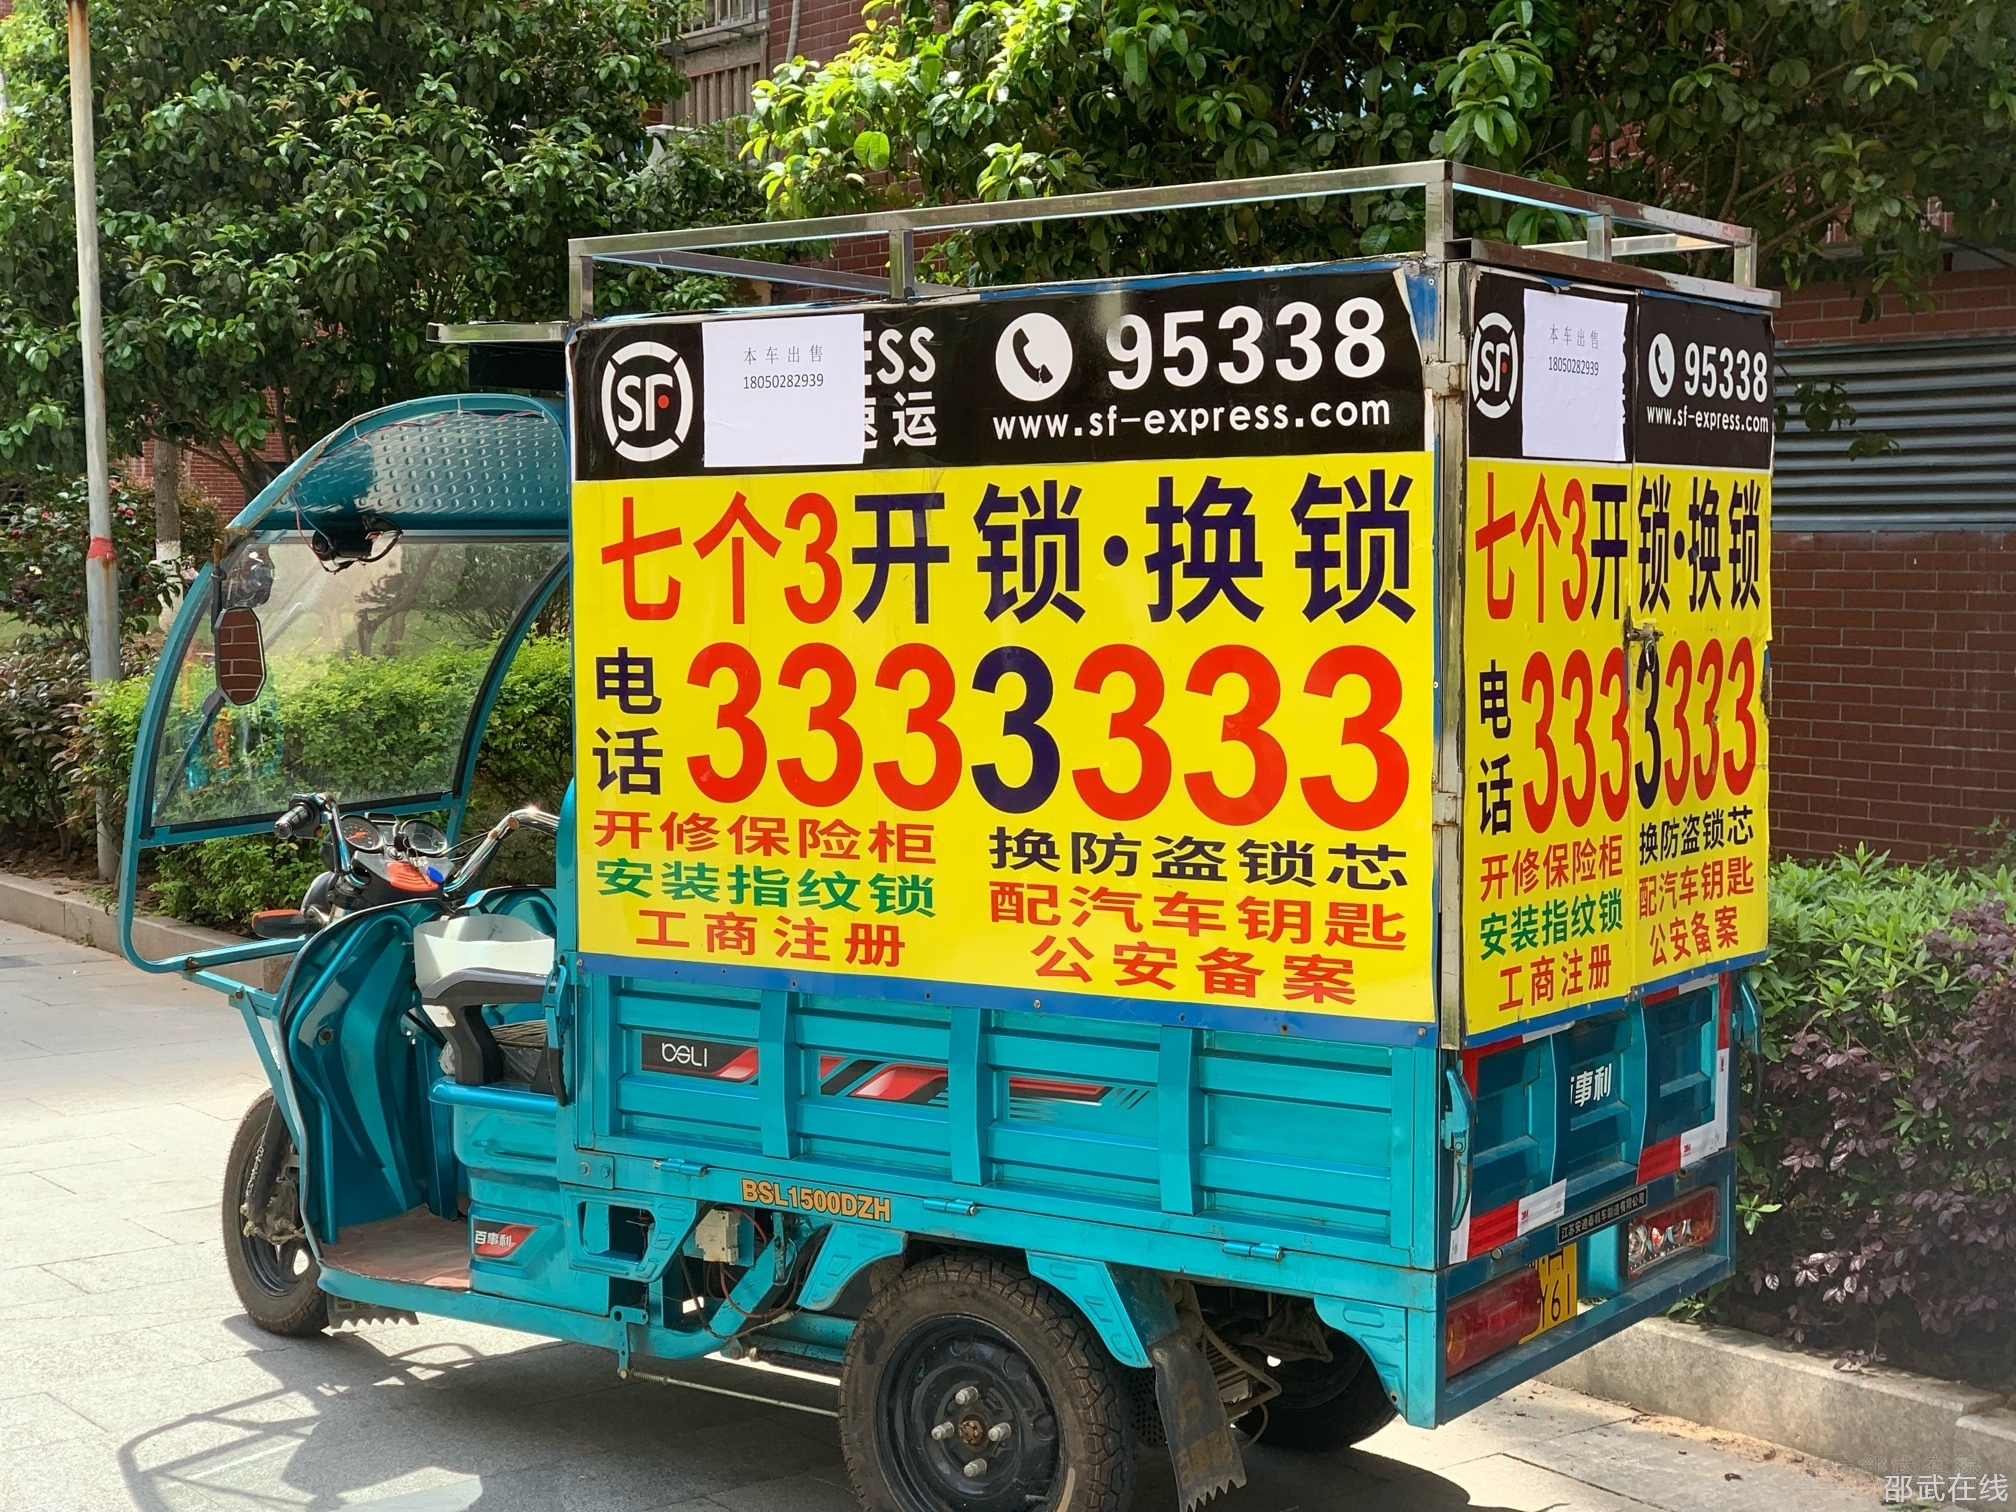 SF
本车出售
18050282939
ESS
速运
95338
www.sf-express.com
七个3开锁·换锁
电话 3333333
开修保险柜 换防盗锁芯
安装指纹锁 配汽车钥匙
工商注册 公安备案
SF
本车出售
18050282939
95338
www.sf-express.com
七个3开锁·换锁
电话 3333333
开修保险柜 换防盗锁芯
安装指纹锁 配汽车钥匙
工商注册 公安备案
BSLI
事利
BSL1500DZH
百事利
Y61
邵武在线